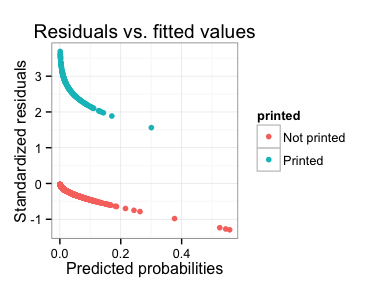 Residuals vs. fitted values
Standardized residuals
3
2
1
0
-1
0.0
0.2
0.4
Predicted probabilities
printed
Not printed
Printed